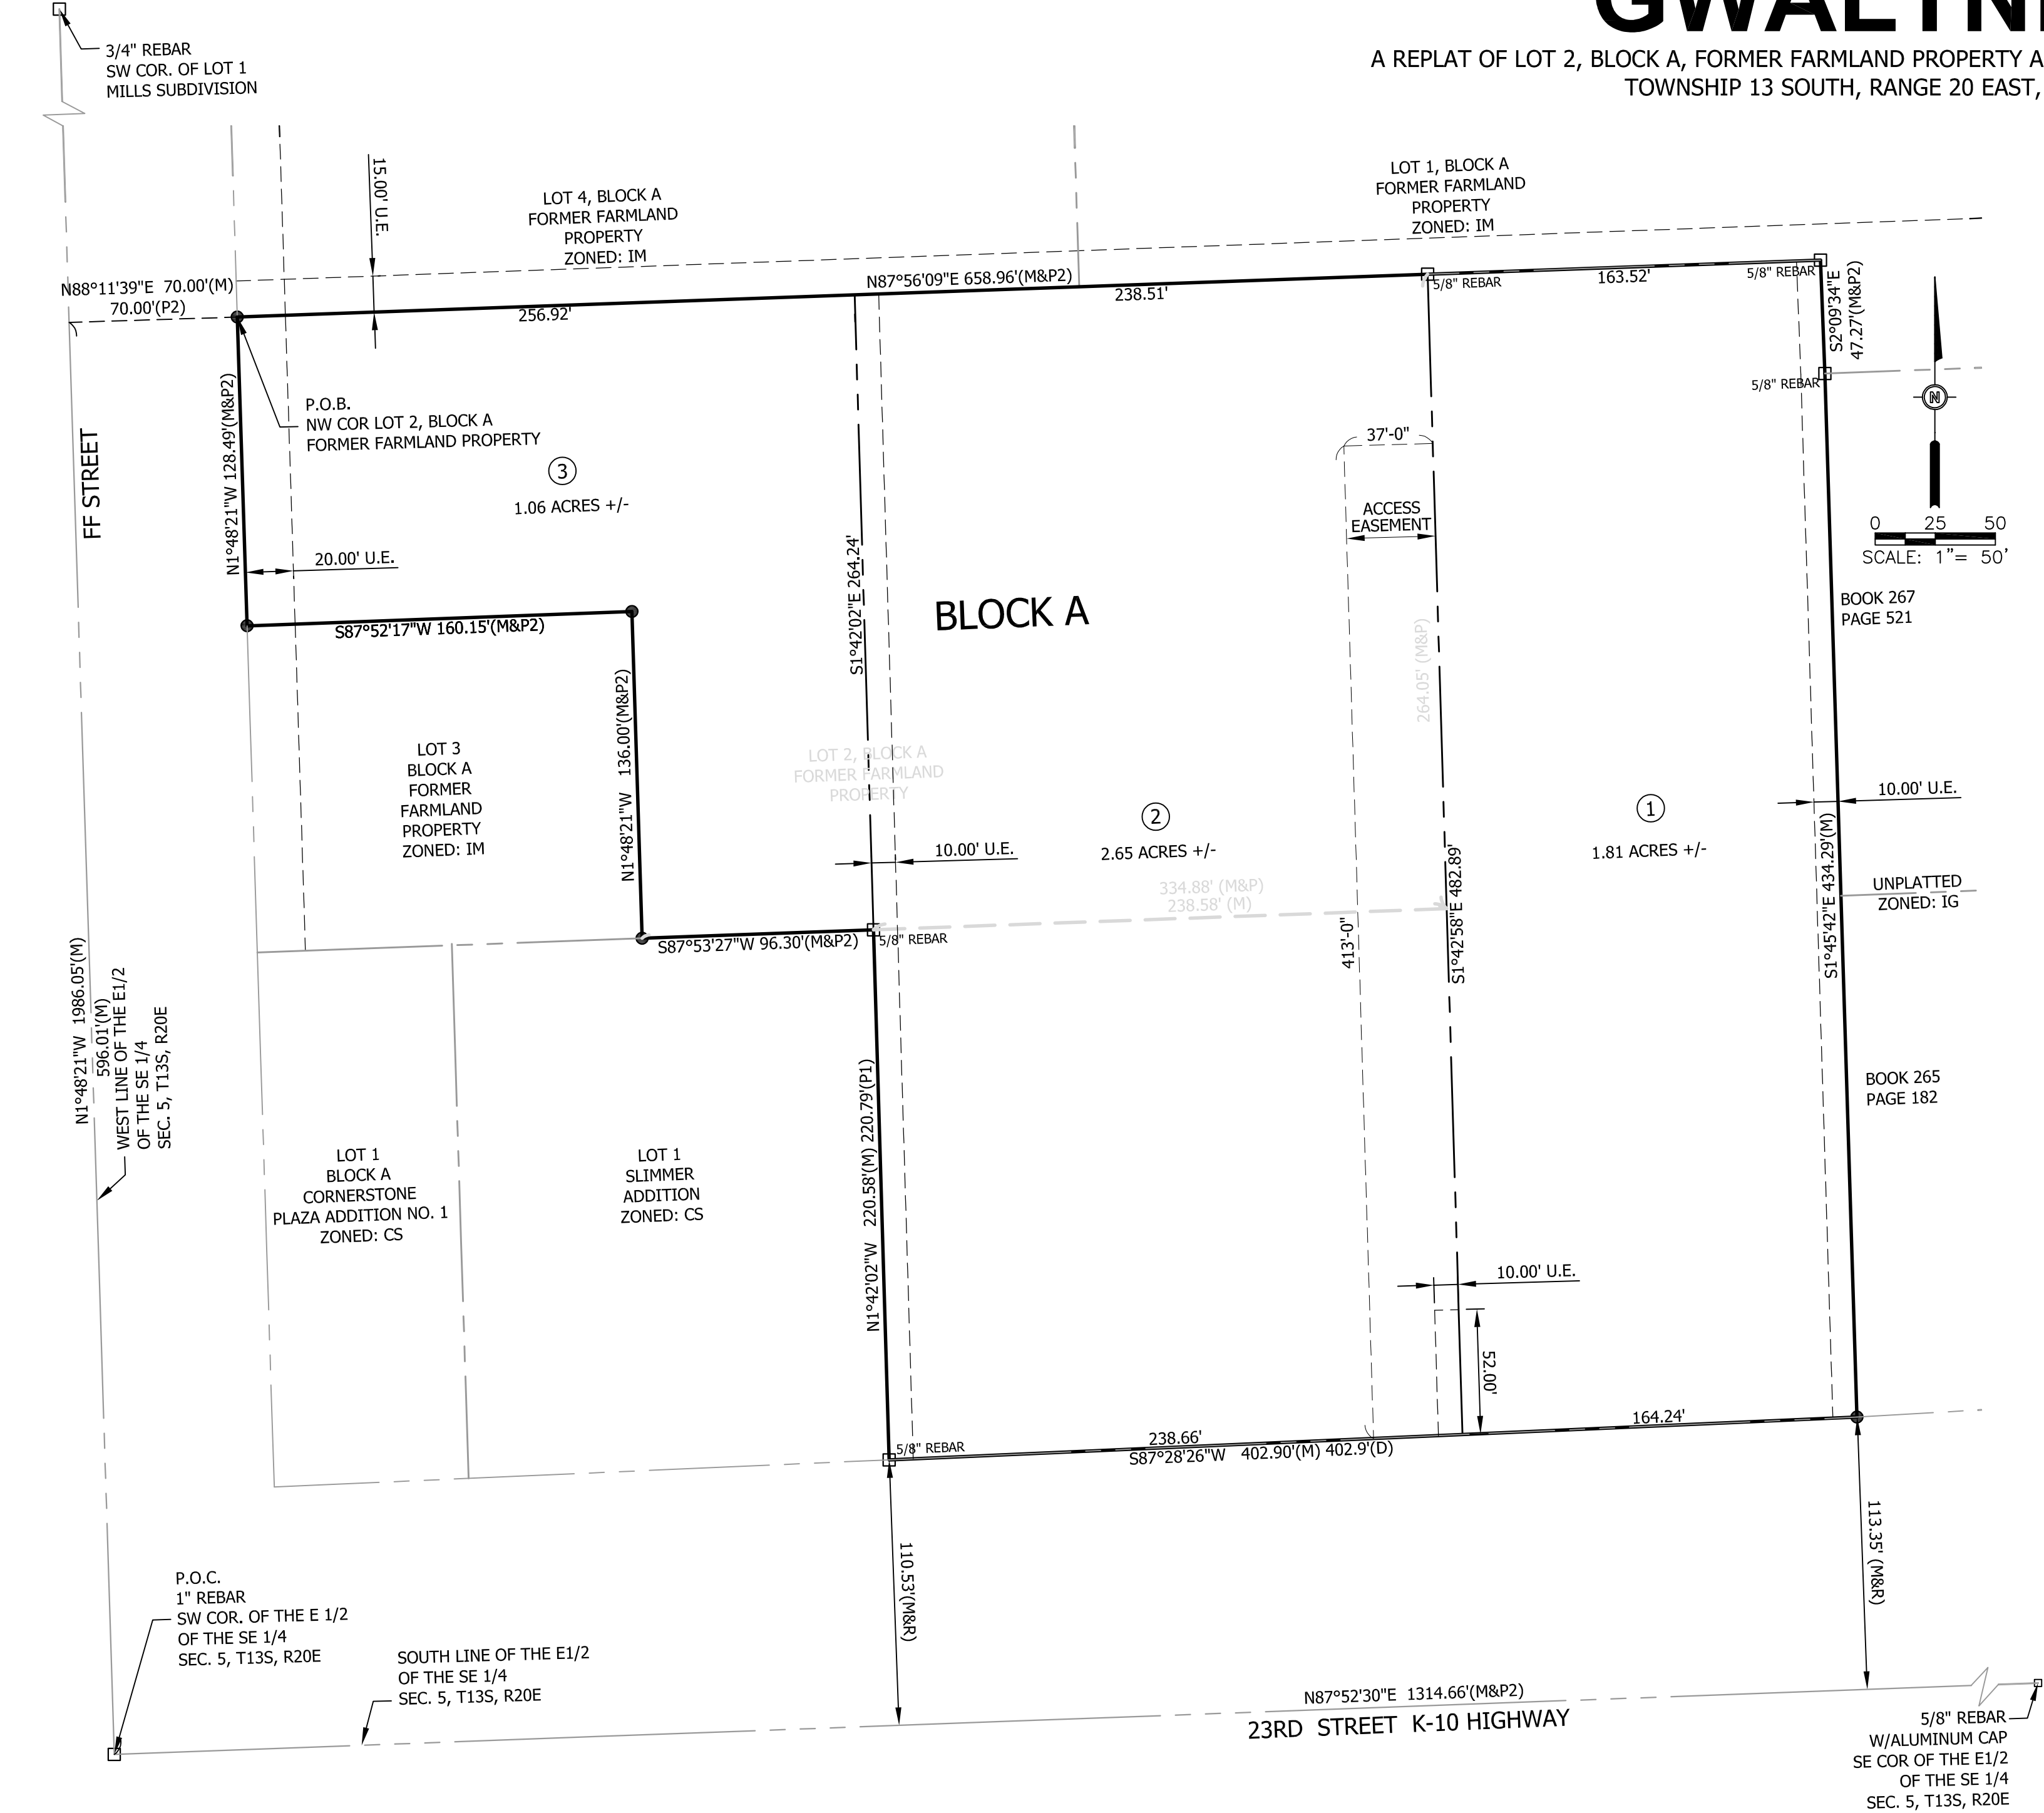 3/4" REBAR
SW COR. OF LOT 1
MILLS SUBDIVISION
A REPLAT OF LOT 2, BLOCK A, FORMER FARMLAND PROPERTY A
TOWNSHIP 13 SOUTH, RANGE 20 EAST,
15.00' U.E.
LOT 4, BLOCK A
FORMER FARMLAND
PROPERTY
ZONED: IM
LOT 1, BLOCK A
FORMER FARMLAND
PROPERTY
ZONED: IM
N88°11'39"E 70.00'(M)
70.00'(P2)
N87°56'09"E 658.96'(M&P2)
256.92'
238.51'
5/8" REBAR
163.52'
5/8" REBAR
S2°09'34"E
47.27'(M&P2)
5/8" REBAR
N
0 25 50
SCALE: 1"= 50'
FF STREET
N1°48'21"W 128.49'(M&P2)
P.O.B.
NW COR LOT 2, BLOCK A
FORMER FARMLAND PROPERTY
3
1.06 ACRES +/-
20.00' U.E.
S87°52'17"W 160.15'(M&P2)
N1°48'21"W 136.00'(M&P2)
S1°42'02"E 264.24'
BLOCK A
37'-0"
ACCESS
EASEMENT
264.05' (M&P)
BOOK 267
PAGE 521
LOT 3
BLOCK A
FORMER
FARMLAND
PROPERTY
ZONED: IM
LOT 2, BLOCK A
FORMER FARMLAND
PROPERTY
10.00' U.E.
2
2.65 ACRES +/-
334.88' (M&P)
238.58' (M)
413'-0"
S1°42'58"E 482.89'
1
1.81 ACRES +/-
10.00' U.E.
S1°45'42"E 434.29'(M)
UNPLATTED
ZONED: IG
S87°53'27"W 96.30'(M&P2)
5/8" REBAR
N1°48'21"W 1986.05'(M)
596.01'(M)
WEST LINE OF THE E1/2
OF THE SE 1/4
SEC. 5, T13S, R20E
BOOK 265
PAGE 182
LOT 1
BLOCK A
CORNERSTONE
PLAZA ADDITION NO. 1
ZONED: CS
LOT 1
SLIMMER
ADDITION
ZONED: CS
N1°42'02"W 220.58'(M) 220.79'(P1)
10.00' U.E.
52.00'
5/8" REBAR
238.66'
164.24'
S87°28'26"W 402.90'(M) 402.9'(D)
110.53'(M&R)
113.35' (M&R)
P.O.C.
1" REBAR
SW COR. OF THE E 1/2
OF THE SE 1/4
SEC. 5, T13S, R20E
SOUTH LINE OF THE E1/2
OF THE SE 1/4
SEC. 5, T13S, R20E
N87°52'30"E 1314.66'(M&P2)
23RD STREET K-10 HIGHWAY
5/8" REBAR
W/ALUMINUM CAP
SE COR OF THE E1/2
OF THE SE 1/4
SEC. 5, T13S, R20E